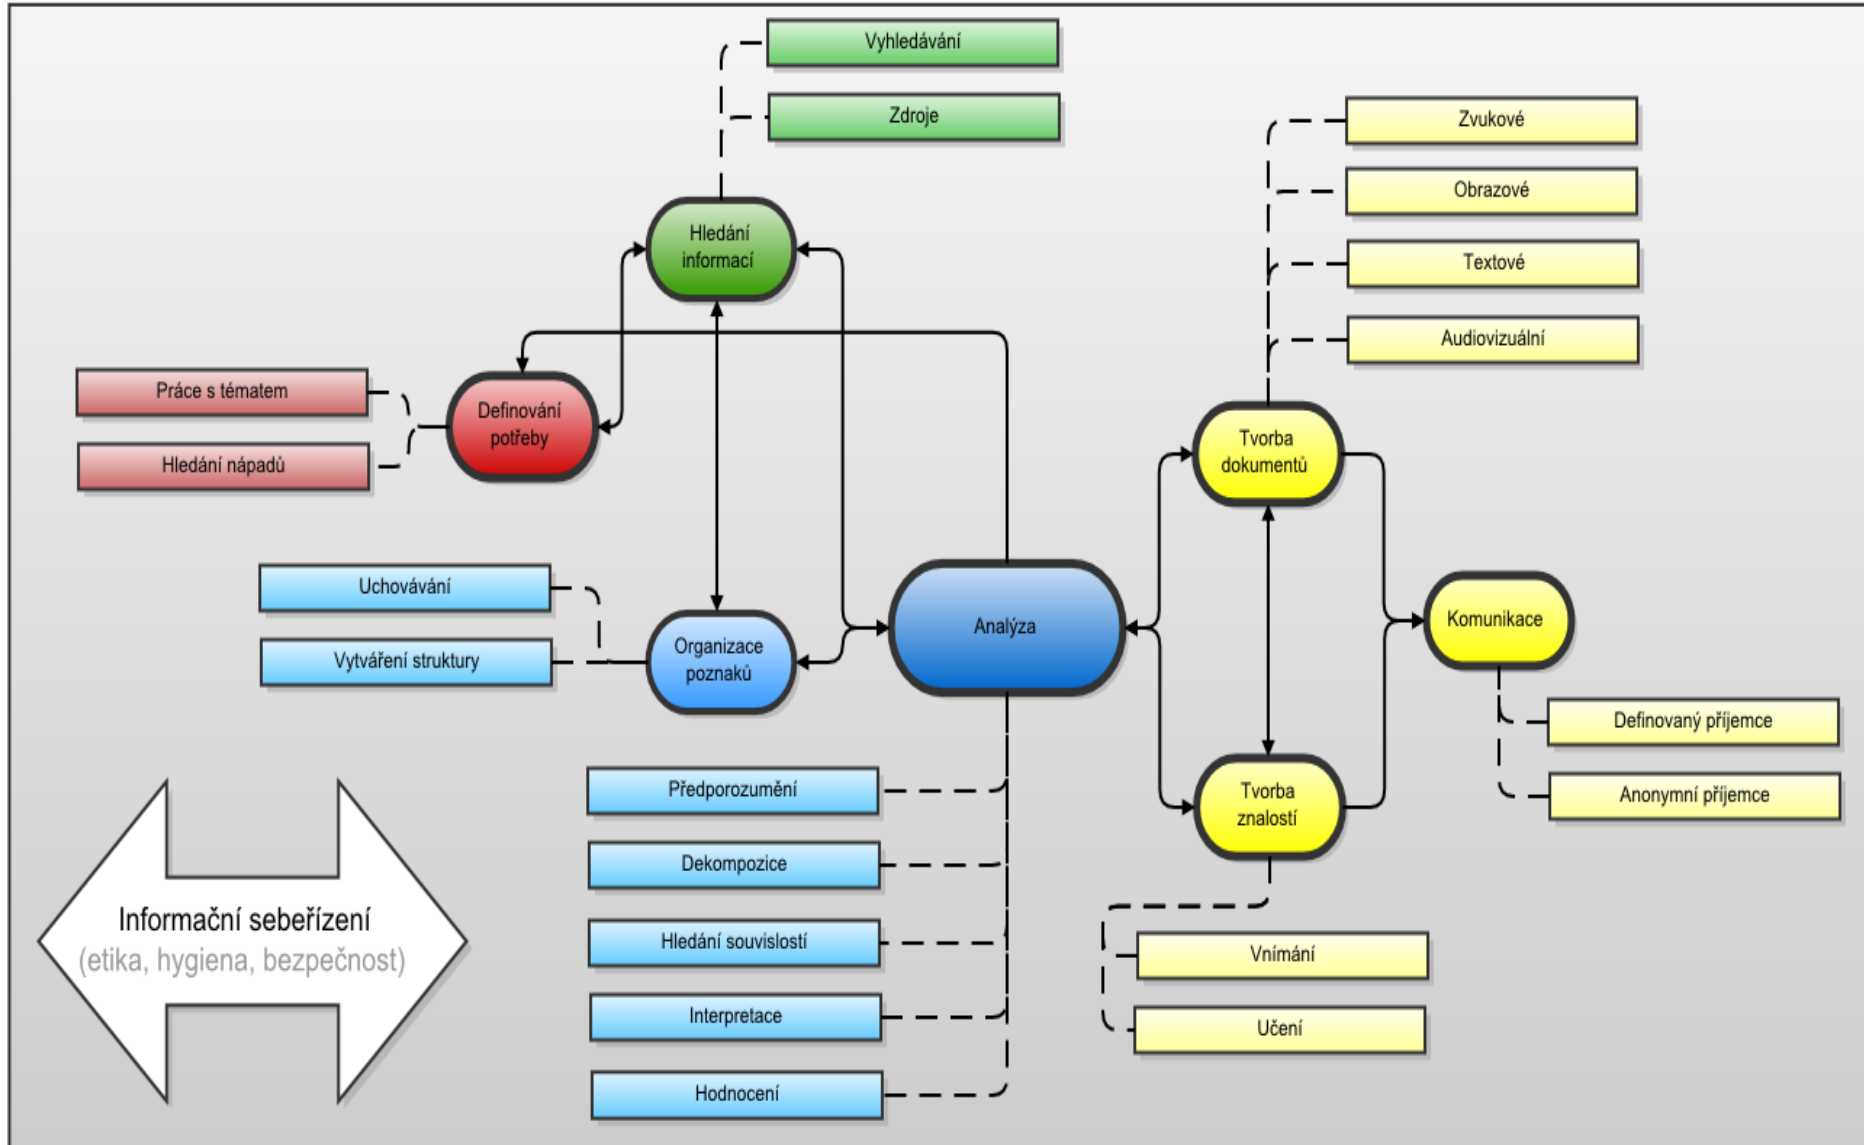 Vyhledávání
Zdroje
Zvukové
Obrazové
Textové
Audiovizuální
Hledání
informací
Práce s tématem
Hledání nápadů
Definování
potřeby
Tvorba
dokumentů
Uchovávání
Vytváření struktury
Organizace
poznaků
Analýza
Komunikace
Definovaný příjemce
Anonymní příjemce
Tvorba
znalostí
Předporozumění
Dekompozice
Hledání souvislostí
Interpretace
Hodnocení
Vnímání
Učení
Informační sebeřízení
(etika, hygiena, bezpečnost)